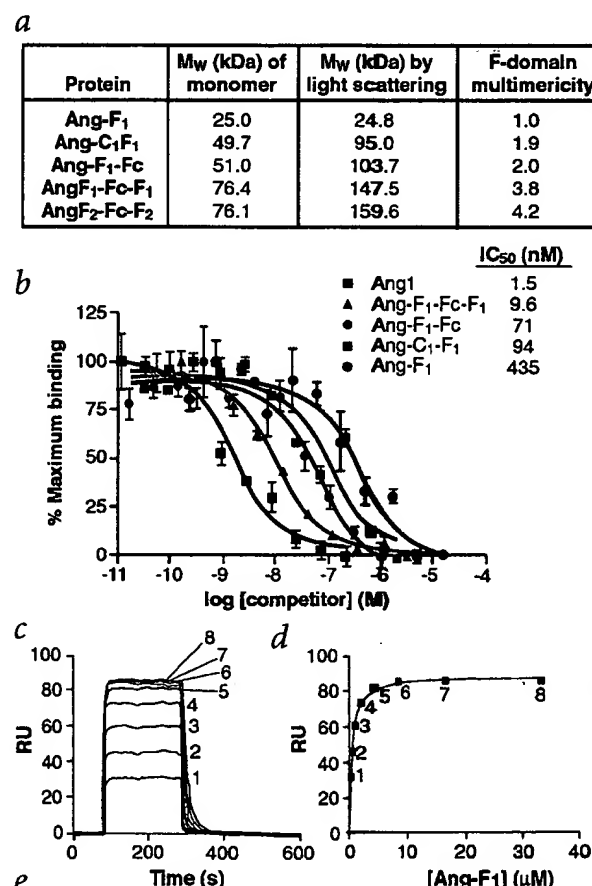 a
Protein MW (kDa) of monomer MW (kDa) by light scattering F-domain multimericity
Ang-F1 25.0 24.8 1.0
Ang-C1F1 49.7 95.0 1.9
Ang-F1-Fc 51.0 103.7 2.0
AngF1-Fc-F1 76.4 147.5 3.8
AngF2-Fc-F2 76.1 159.6 4.2
b
IC50 (nM)
■ Ang1 1.5
▲ Ang-F1-Fc-F1 9.6
● Ang-F1-Fc 71
■ Ang-C1-F1 94
● Ang-F1 435
% Maximum binding
125
100
75
50
25
0
-11 -10 -9 -8 -7 -6 -5 -4
log [competitor] (M)
c
RU
100
80
60
40
20
0
8
7
6
5
4
3
2
1
0 200 400 600
Time (s)
d
RU
100
80
60
40
20
0
1
2
3
4
5
6
7
8
0 10 20 30 40
[Ang-F1] (μM)
e